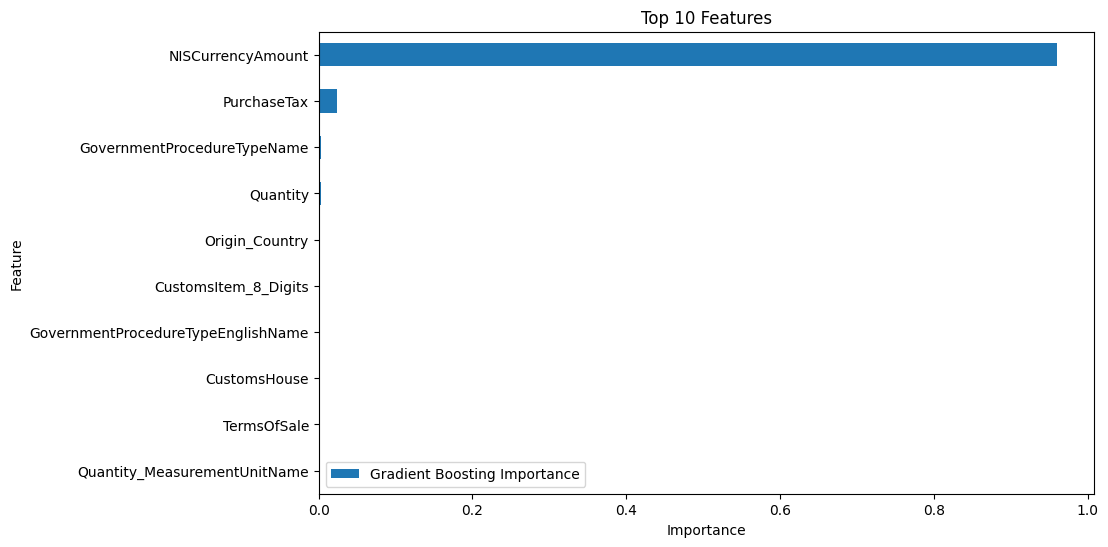 Top 10 Features
NISCurrencyAmount
PurchaseTax
GovernmentProcedureTypeName
Quantity
Origin_Country
CustomsItem_8_Digits
GovernmentProcedureTypeEnglishName
CustomsHouse
TermsOfSale
Quantity_MeasurementUnitName
Feature
Gradient Boosting Importance
0.0 0.2 0.4 0.6 0.8 1.0
Importance